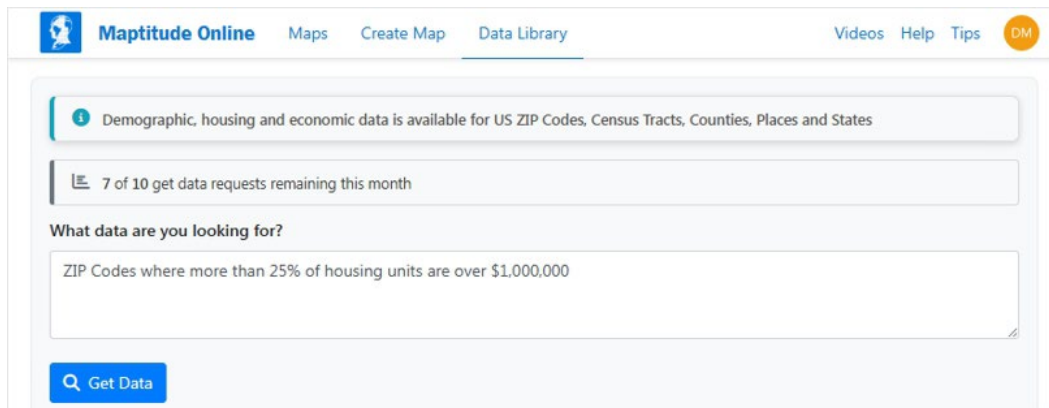 Maptitude Online Maps Create Map Data Library Videos Help Tips DM
Demographic, housing and economic data is available for US ZIP Codes, Census Tracts, Counties, Places and States
7 of 10 get data requests remaining this month
What data are you looking for?
ZIP Codes where more than 25% of housing units are over $1,000,000
Get Data